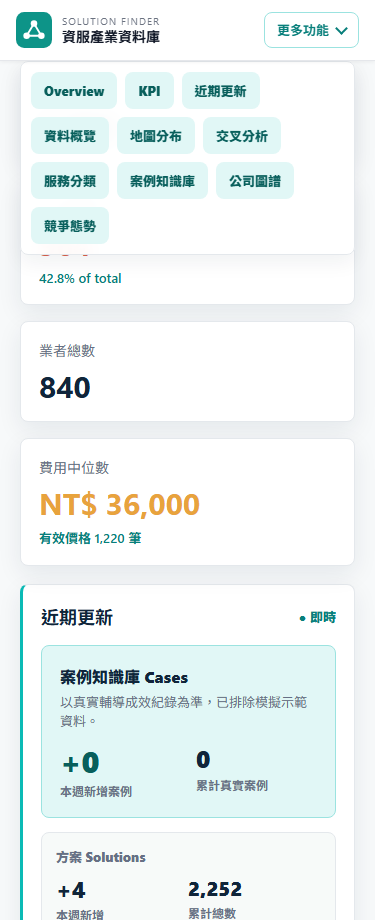 SOLUTION FINDER
資服產業資料庫
更多功能
Overview
KPI
近期更新
資料概覽
地圖分布
交叉分析
服務分類
案例知識庫
公司圖譜
競爭態勢
42.8% of total
業者總數
840
費用中位數
NT$ 36,000
有效價格 1,220 筆
近期更新
● 即時
案例知識庫 Cases
以真實輔導成效紀錄為準，已排除模擬示範
資料。
+0
0
本週新增案例
累計真實案例
方案 Solutions
+4
2,252
本週新增
累計總數